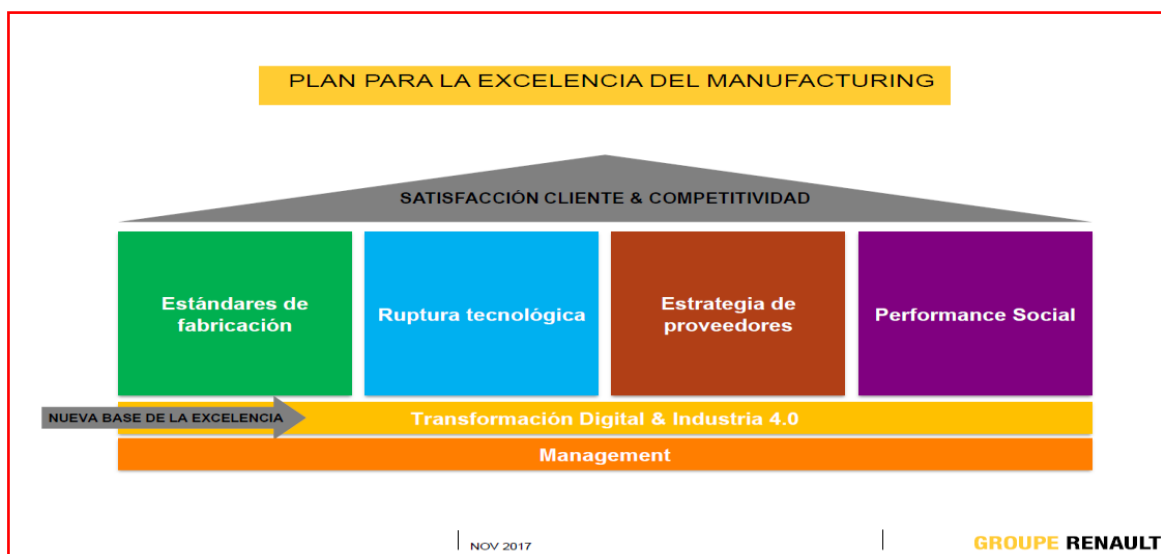 PLAN PARA LA EXCELENCIA DEL MANUFACTURING
SATISFACCIÓN CLIENTE & COMPETITIVIDAD
Estándares de
fabricación
Ruptura tecnológica
Estrategia de
proveedores
Performance Social
NUEVA BASE DE LA EXCELENCIA
Transformación Digital & Industria 4.0
Management
NOV 2017
GROUPE RENAULT